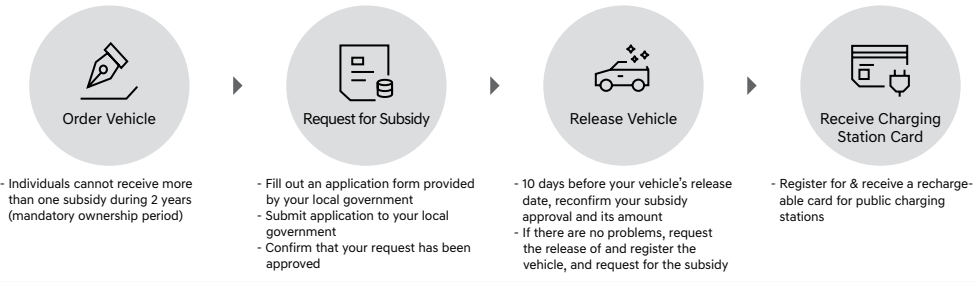 Order Vehicle
- Individuals cannot receive more
than one subsidy during 2 years
(mandatory ownership period)
Request for Subsidy
- Fill out an application form provided
by your local government
- Submit application to your local
government
- Confirm that your request has been
approved
Release Vehicle
- 10 days before your vehicle's release
date, reconfirm your subsidy
approval and its amount
- If there are no problems, request
the release of and register the
vehicle, and request for the subsidy
Receive Charging
Station Card
- Register for & receive a recharge-
able card for public charging
stations